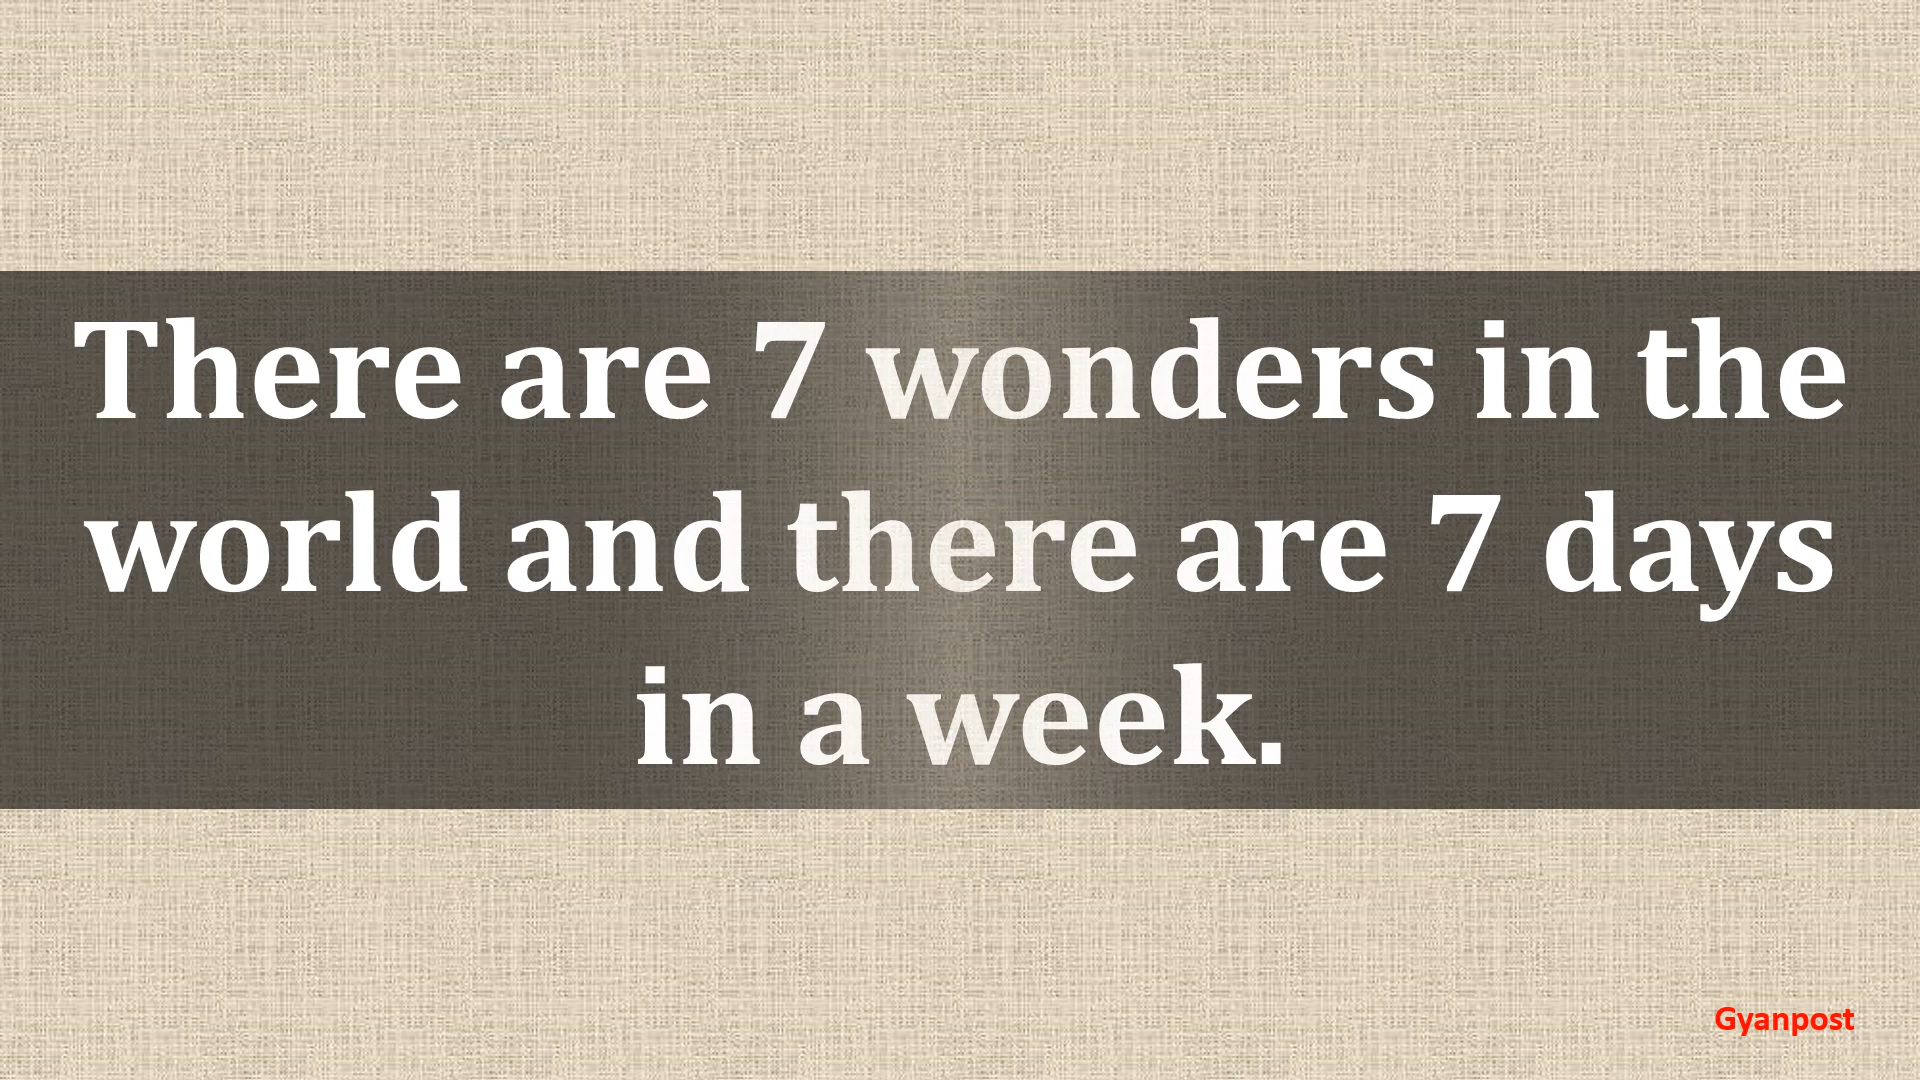 There are 7 wonders in the
world and there are 7 days
in a week.
Gyanpost